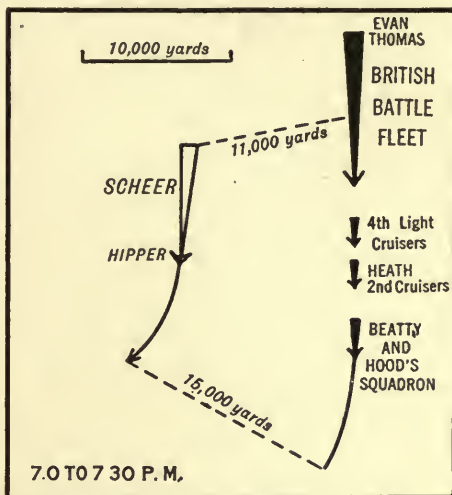 10,000 yards
EVAN
THOMAS
BRITISH
BATTLE
FLEET
11,000 yards
SCHEER
HIPPER
4th Light
Cruisers
HEATH
2nd Cruisers
BEATTY
AND
HOOD'S
SQUADRON
15,000 yards
7.0 TO 7 30 P. M.